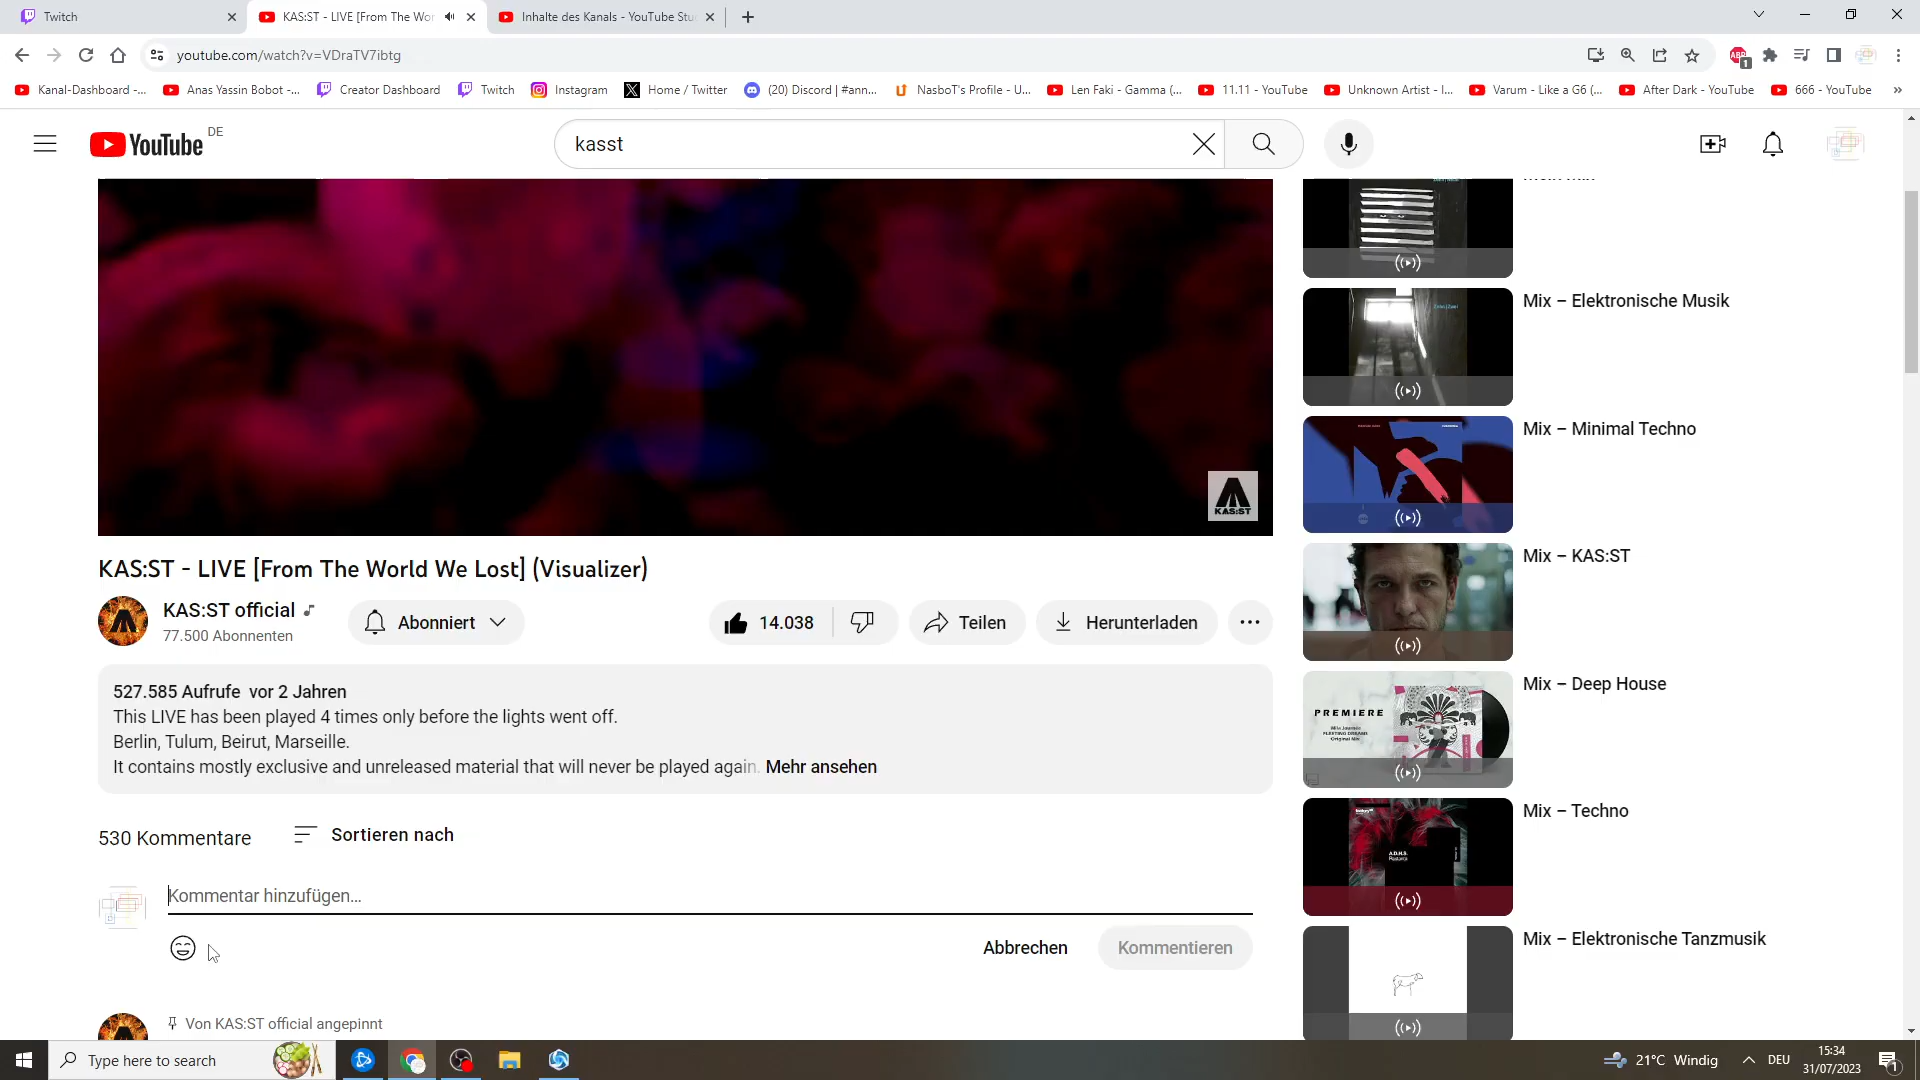 Twitch
KAS:ST - LIVE [From The Wor
Inhalte des Kanals - YouTube Stu
youtube.com/watch?v=VDraTV7ibtg
ABP
1
Kanal-Dashboard -...
Anas Yassin Bobot -...
Creator Dashboard
Twitch
Instagram
Home / Twitter
(20) Discord | #ann...
NasboT's Profile - U...
Len Faki - Gamma (...
11.11 - YouTube
Unknown Artist - I...
Varum - Like a G6 (...
After Dark - YouTube
666 - YouTube
»
YouTube
DE
kasst
KAS:ST
KAS:ST - LIVE [From The World We Lost] (Visualizer)
KAS:ST official
77.500 Abonnenten
Abonniert
14.038
Teilen
Herunterladen
527.585 Aufrufe vor 2 Jahren
This LIVE has been played 4 times only before the lights went off.
Berlin, Tulum, Beirut, Marseille.
It contains mostly exclusive and unreleased material that will never be played again. Mehr ansehen
530 Kommentare
Sortieren nach
Kommentar hinzufügen...
Abbrechen
Kommentieren
Von KAS:ST official angepinnt
Mix – Elektronische Musik
Mix – Minimal Techno
Mix – KAS:ST
PREMIERE
Mix – Deep House
A.D.H.S.
Mix – Techno
Mix – Elektronische Tanzmusik
Type here to search
21°C Windig
DEU
15:34
31/07/2023
1